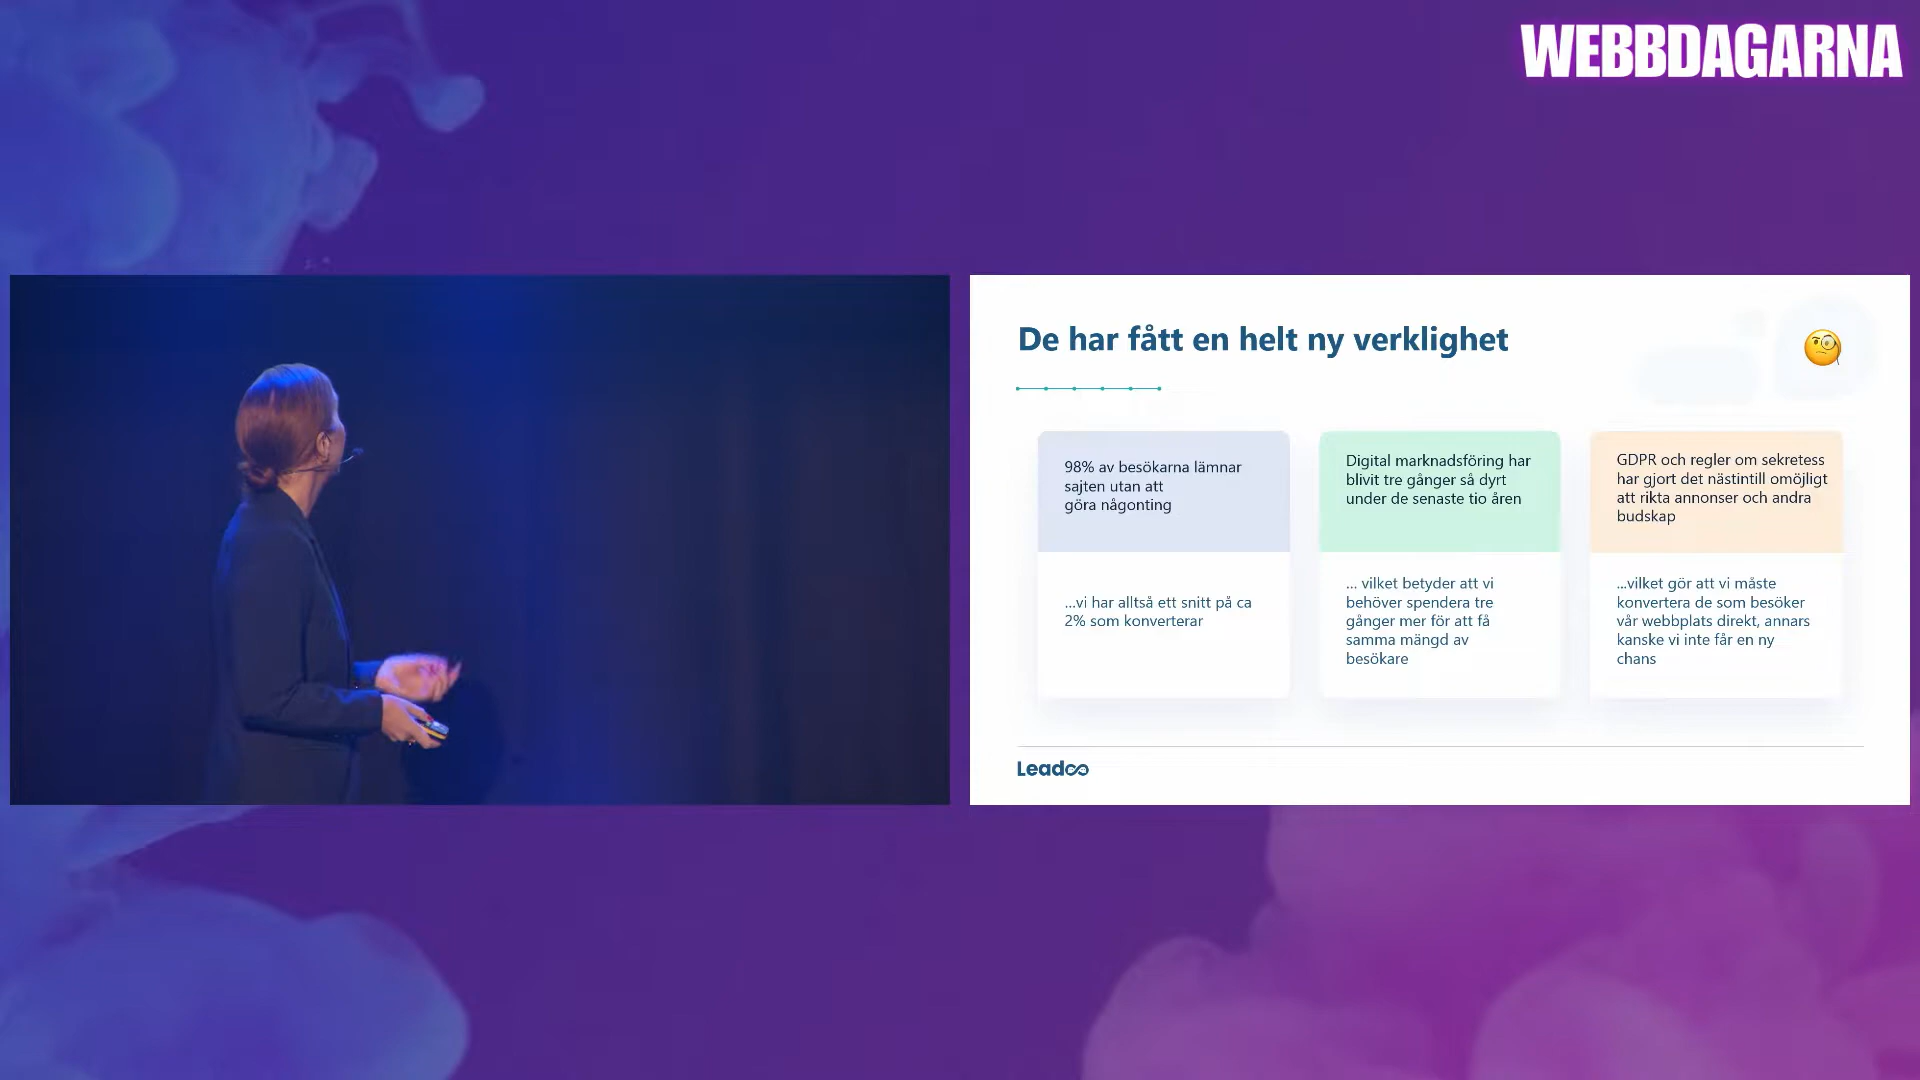 WEBBDAGARNA
De har fått en helt ny verklighet
98% av besökarna lämnar
sajten utan att
göra någonting
...vi har alltså ett snitt på ca
2% som konverterar
Digital marknadsföring har
blivit tre gånger så dyrt
under de senaste tio åren
... vilket betyder att vi
behöver spendera tre
gånger mer för att få
samma mängd av
besökare
GDPR och regler om sekretess
har gjort det nästintill omöjligt
att rikta annonser och andra
budskap
...vilket gör att vi måste
konvertera de som besöker
vår webbplats direkt, annars
kanske vi inte får en ny
chans
Leadoo